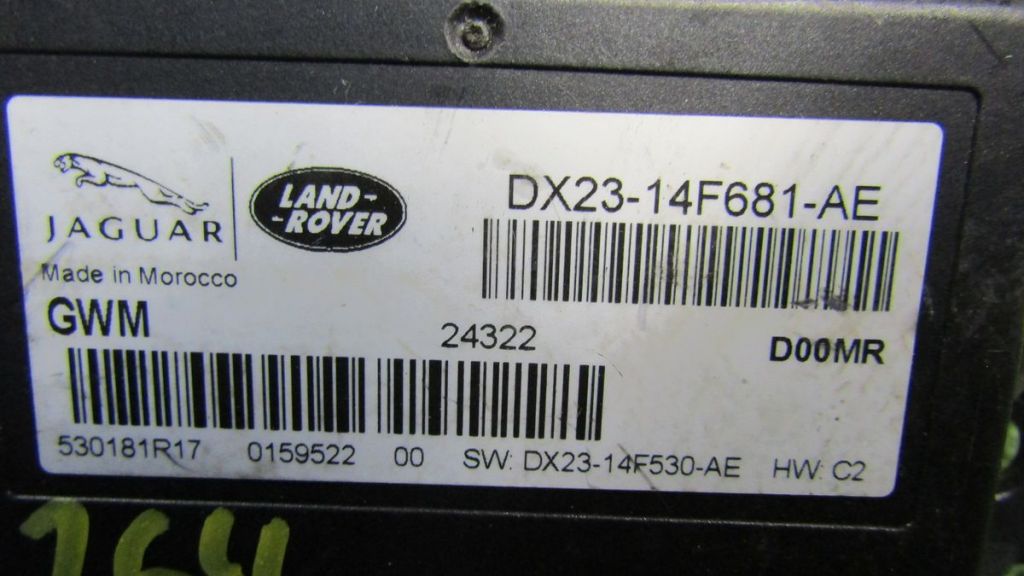 JAGUAR
LAND-
-ROVER
DX23-14F681-AE
Made in Morocco
GWM
24322
D00MR
530181R17 0159522 00 SW: DX23-14F530-AE HW: C2
164